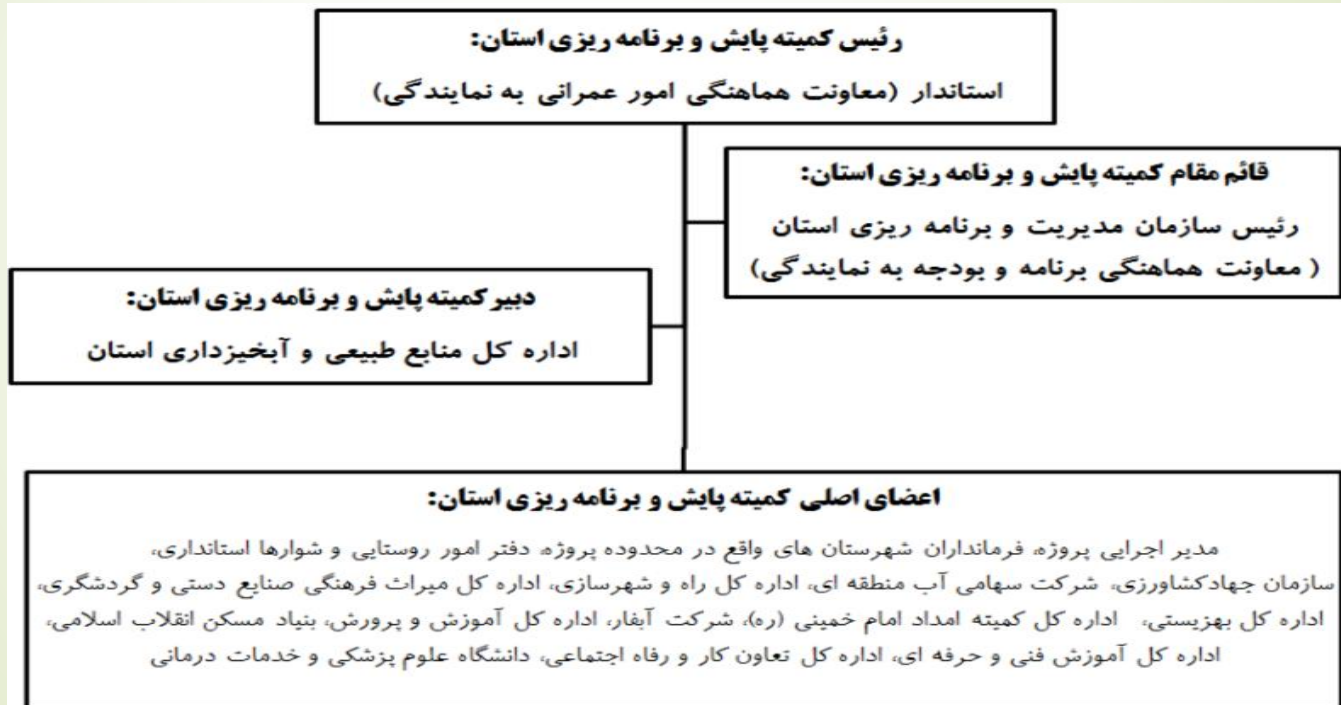 رئیس کمیته پایش و برنامه ریزی استان:
استاندار (معاونت هماهنگی امور عمرانی به نمایندگی)
قائم مقام کمیته پایش و برنامه ریزی استان:
رئیس سازمان مدیریت و برنامه ریزی استان
( معاونت هماهنگی برنامه و بودجه به نمایندگی)
دبیر کمیته پایش و برنامه ریزی استان:
اداره کل منابع طبیعی و آبخیزداری استان
اعضای اصلی کمیته پایش و برنامه ریزی استان:
مدیر اجرایی پروژه، فرمانداران شهرستان های واقع در محدوده پروژه، دفتر امور روستایی و شوارها استانداری،
سازمان جهادکشاورزی، شرکت سهامی آب منطقه ای، اداره کل راه و شهرسازی، اداره کل میراث فرهنگی صنایع دستی و گردشگری،
اداره کل بهزیستی، اداره کل کمیته امداد امام خمینی (ره)، شرکت آبفار، اداره کل آموزش و پرورش، بنیاد مسکن انقلاب اسلامی،
اداره کل آموزش فنی و حرفه ای، اداره کل تعاون کار و رفاه اجتماعی، دانشگاه علوم پزشکی و خدمات درمانی